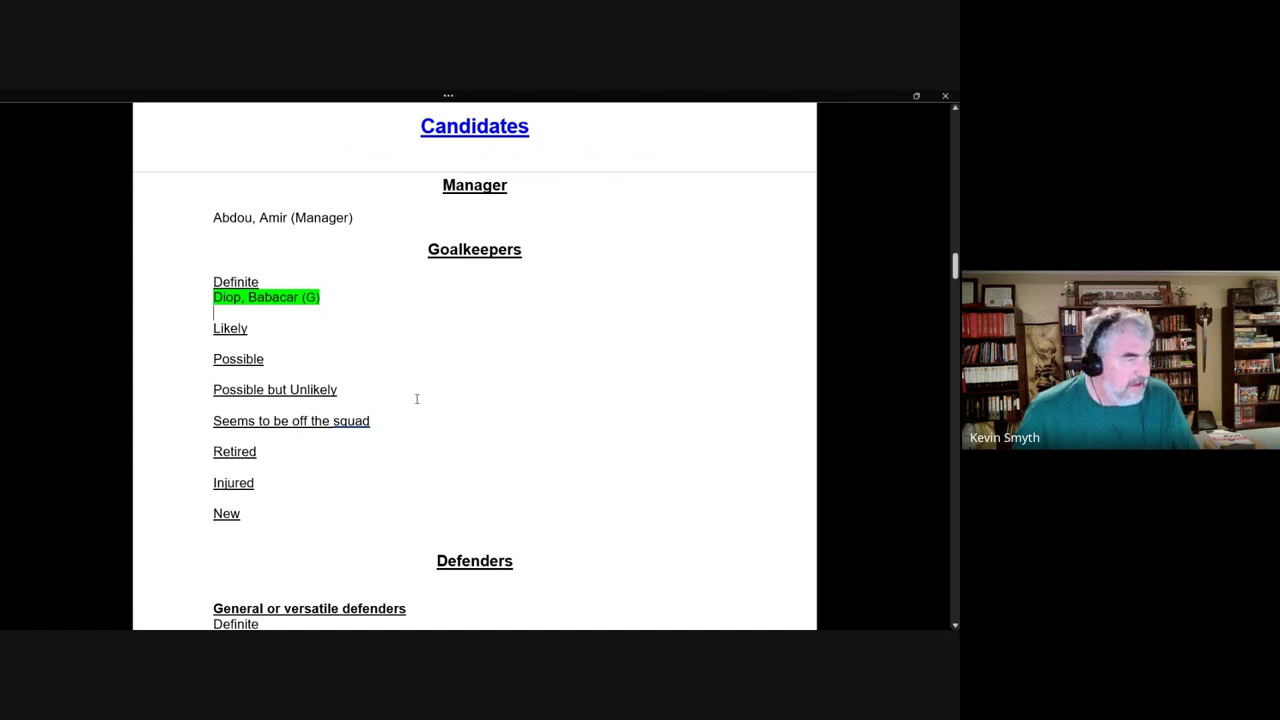 Candidates
Manager
Abdou, Amir (Manager)
Goalkeepers
Definite
Diop, Babacar (G)
Likely
Possible
Possible but Unlikely
Seems to be off the squad
Retired
Injured
New
Defenders
General or versatile defenders
Definite
Kevin Smyth